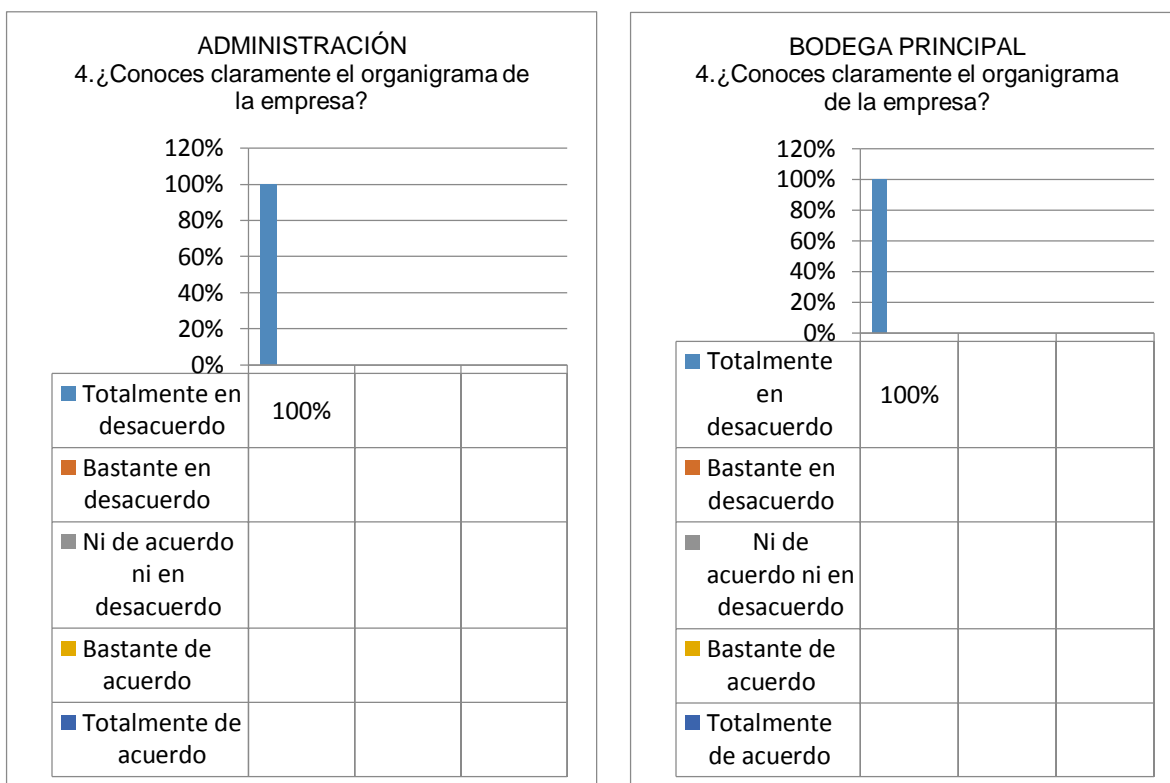 ADMINISTRACIÓN
4.¿Conoces claramente el organigrama de
la empresa?
120%
100%
80%
60%
40%
20%
0%
Totalmente en
desacuerdo
100%
Bastante en
desacuerdo
Ni de acuerdo
ni en
desacuerdo
Bastante de
acuerdo
Totalmente de
acuerdo
BODEGA PRINCIPAL
4.¿Conoces claramente el organigrama
de la empresa?
120%
100%
80%
60%
40%
20%
0%
Totalmente
en
desacuerdo
100%
Bastante en
desacuerdo
Ni de
acuerdo ni en
desacuerdo
Bastante de
acuerdo
Totalmente
de acuerdo